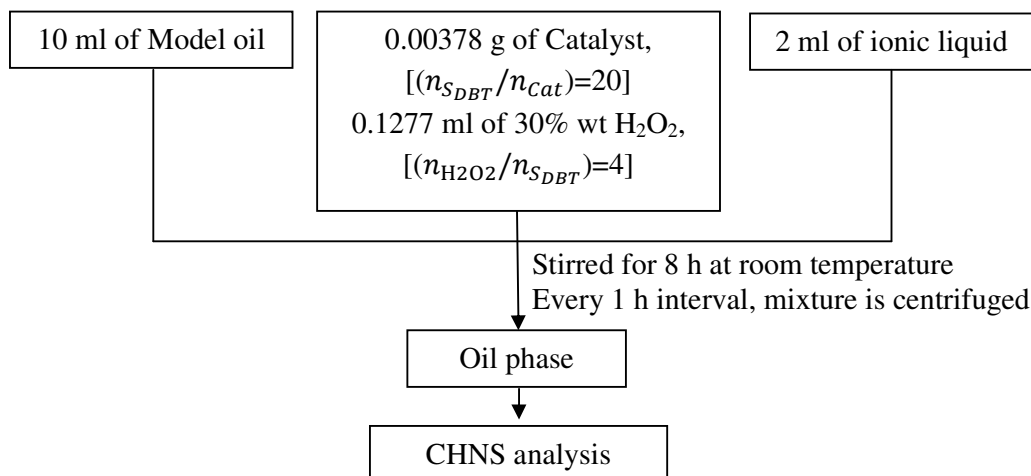 10 ml of Model oil
0.00378 g of Catalyst,
[(n_{S_{DBT}}/n_{Cat})=20]
0.1277 ml of 30% wt H₂O₂,
[(n_{H2O2}/n_{S_{DBT}})=4]
2 ml of ionic liquid
Stirred for 8 h at room temperature
Every 1 h interval, mixture is centrifuged
Oil phase
CHNS analysis